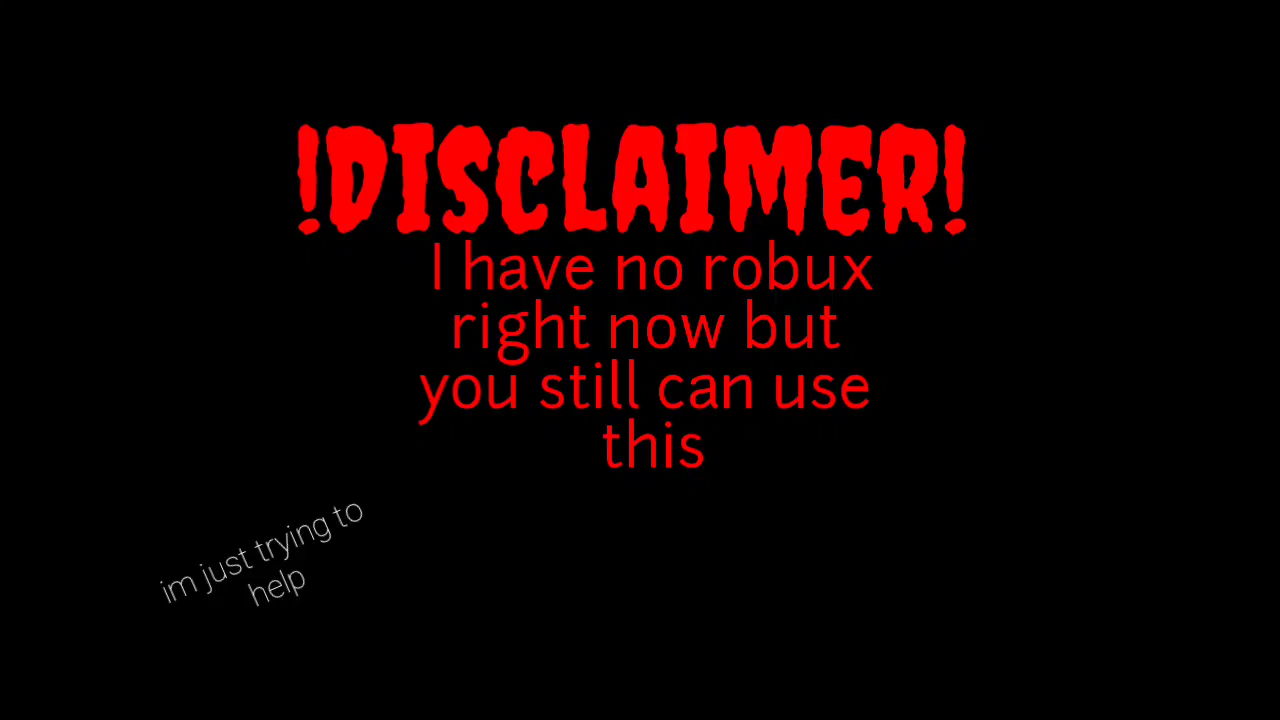 !DISCLAIMER!
I have no robux
right now but
you still can use
this
im just trying to
help